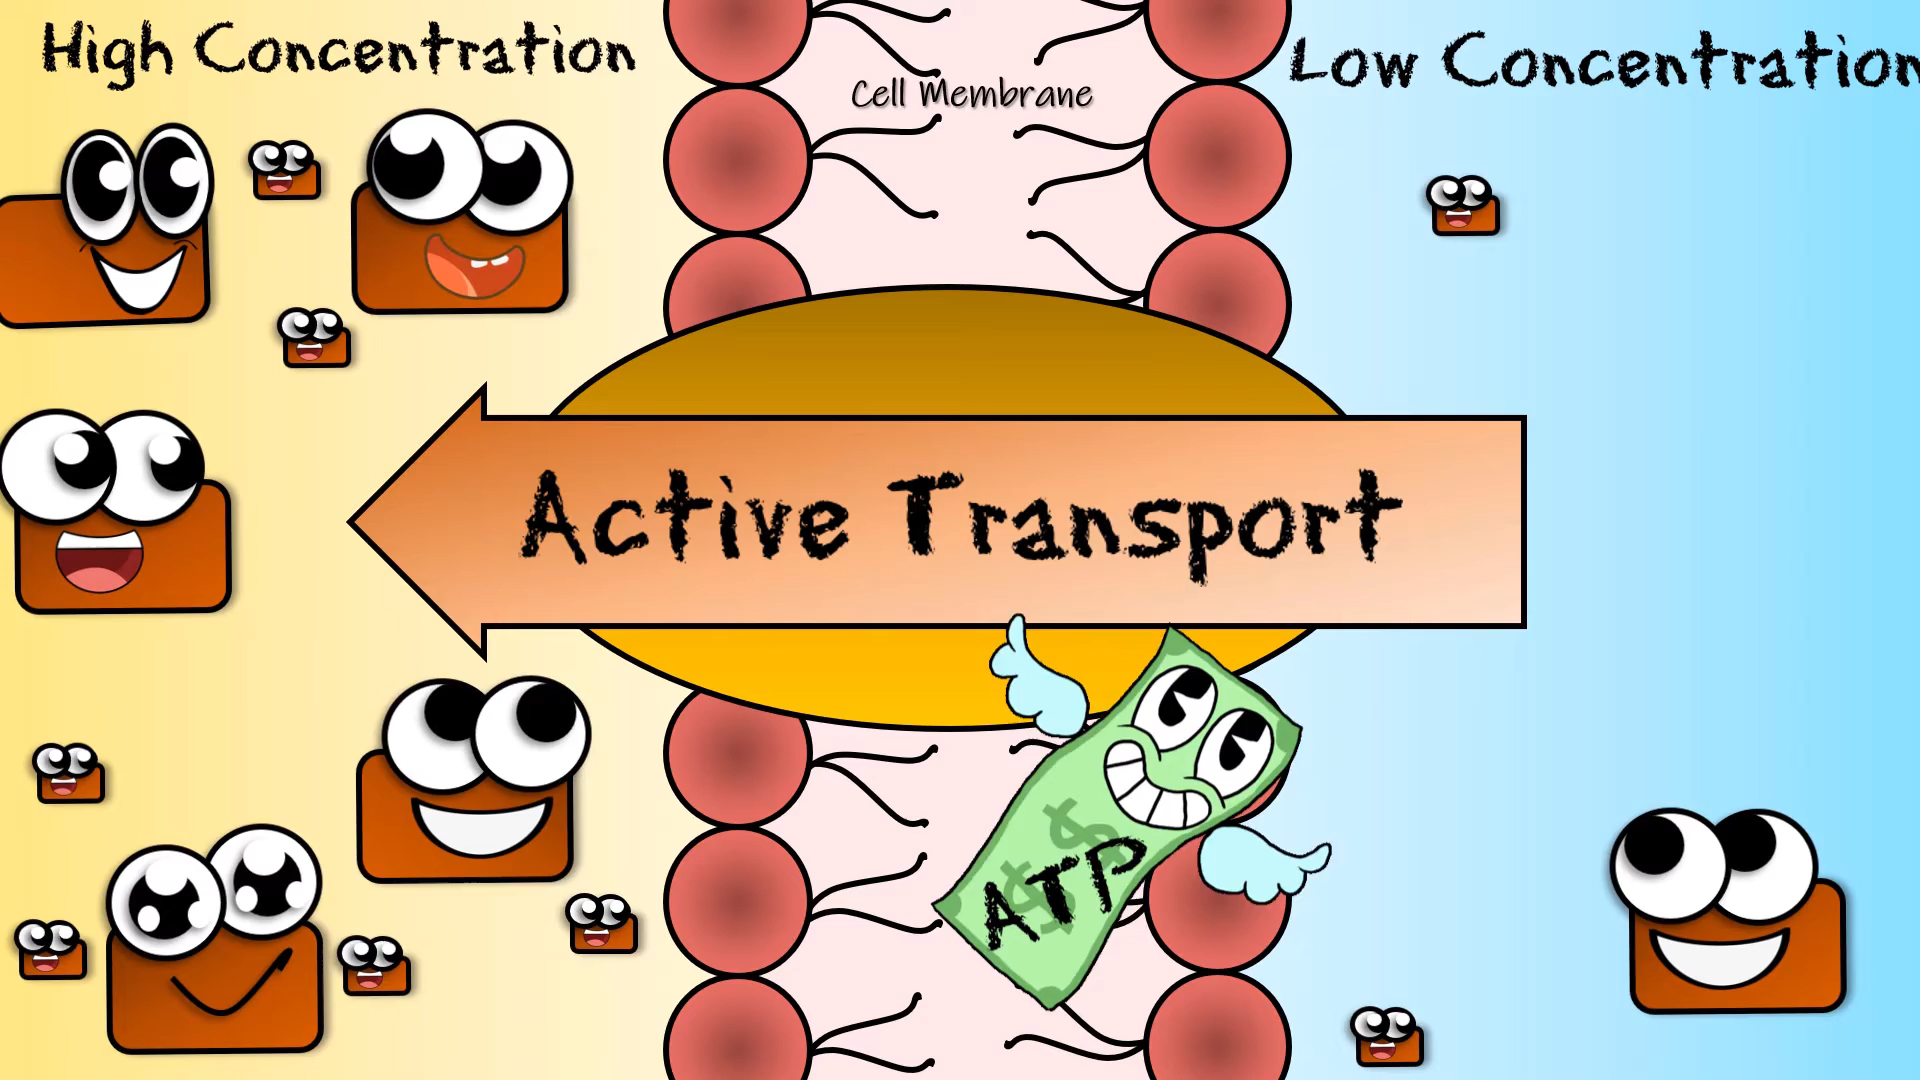 High Concentration
Cell Membrane
Low Concentration
Active Transport
$
$
ATP